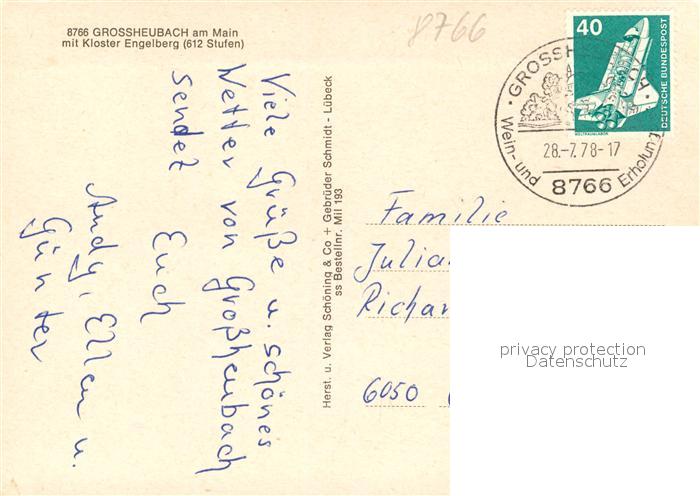 8766 GROSSHEUBACH am Main
mit Kloster Engelberg (612 Stufen)
8766
40
DEUTSCHE BUNDESPOST
WELTRAUMLABOR
GROSSH
28.-7.78-17
Wein- und Erholun
8766
Viele Grüße u. schönes
Wetter von Großheubach
sendet
Euch
Andy, Ellen u.
Günter
Herst. u. Verlag Schöning & Co + Gebrüder Schmidt - Lübeck
ss Bestellnr. Mil 193
Familie
Julia
Richar
6050
privacy protection
Datenschutz